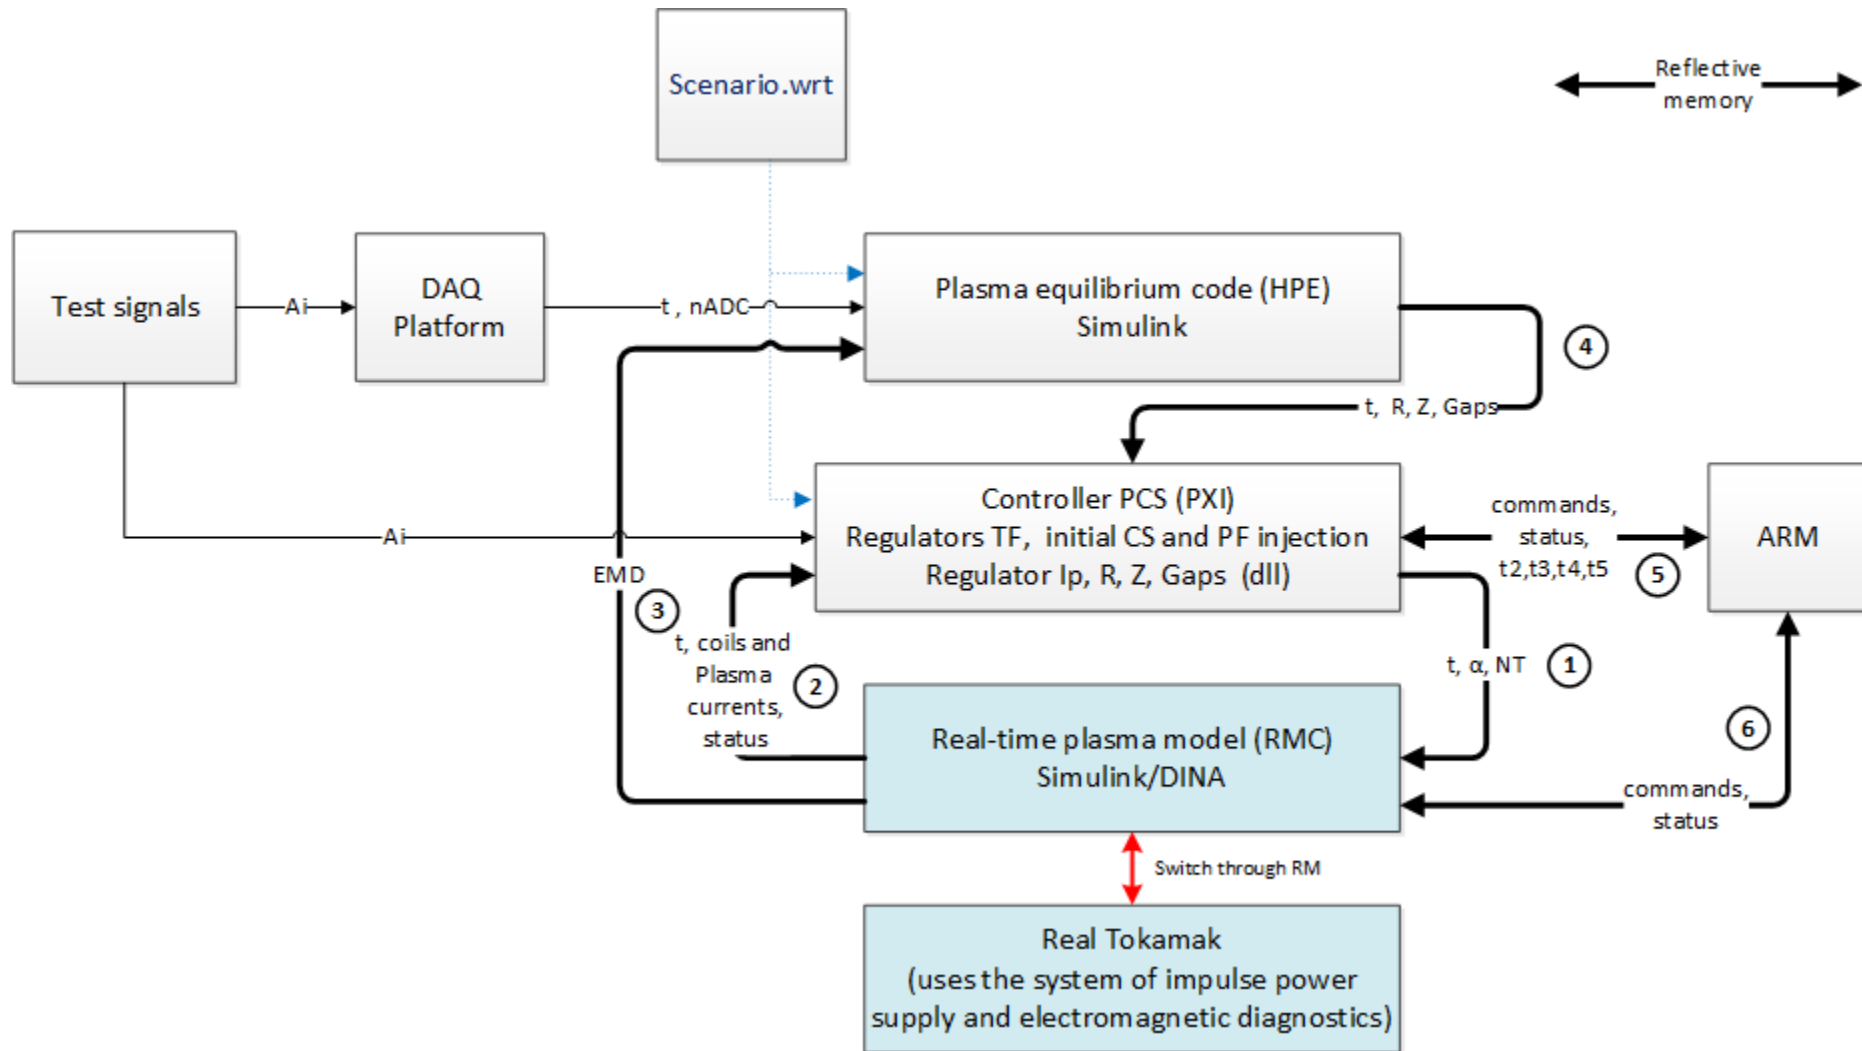 Scenario.wrt
Reflective
memory
Test signals
Ai
DAQ
Platform
t , nADC
Plasma equilibrium code (HPE)
Simulink
4
t, R, Z, Gaps
Controller PCS (PXI)
Regulators TF, initial CS and PF injection
Regulator Ip, R, Z, Gaps (dll)
Ai
commands,
status,
t2,t3,t4,t5
5
ARM
EMD
3
t, coils and
Plasma
currents,
status
2
t, α, NT
1
Real-time plasma model (RMC)
Simulink/DINA
6
commands,
status
Switch through RM
Real Tokamak
(uses the system of impulse power
supply and electromagnetic diagnostics)